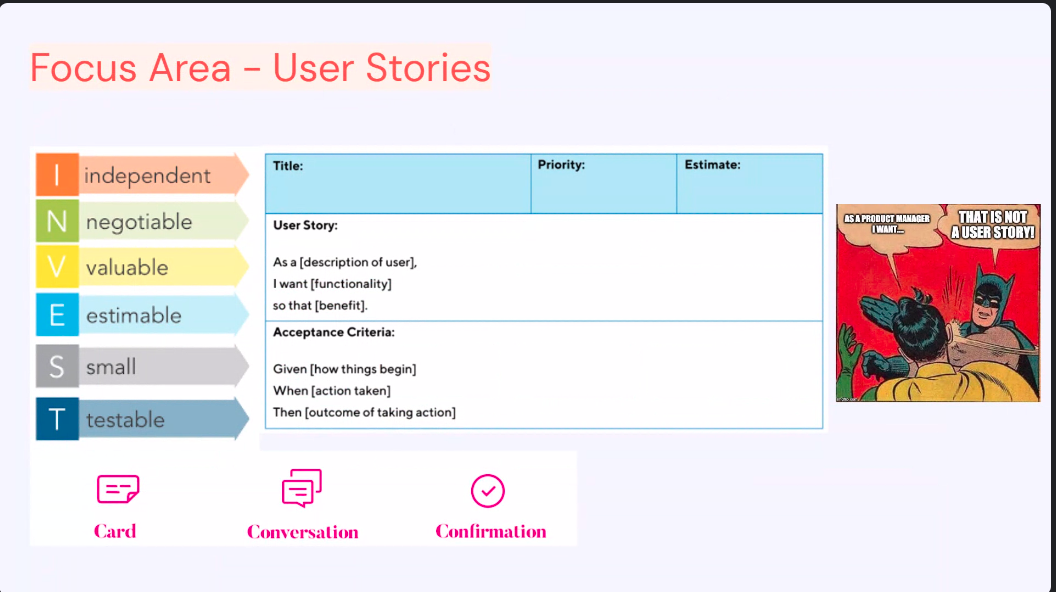 Focus Area - User Stories
I independent
N negotiable
V valuable
E estimable
S small
T testable
Title:
Priority:
Estimate:
User Story:
As a [description of user],
I want [functionality]
so that [benefit].
Acceptance Criteria:
Given [how things begin]
When [action taken]
Then [outcome of taking action]
AS A PRODUCT MANAGER
I WANT....
THAT IS NOT
A USER STORY!
Card
Conversation
Confirmation